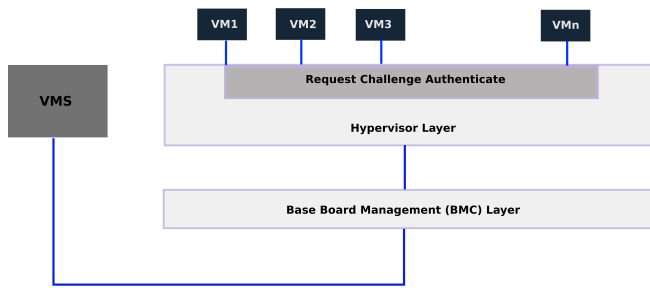 VM1
VM2
VM3
VMn
VMS
Request Challenge Authenticate
Hypervisor Layer
Base Board Management (BMC) Layer